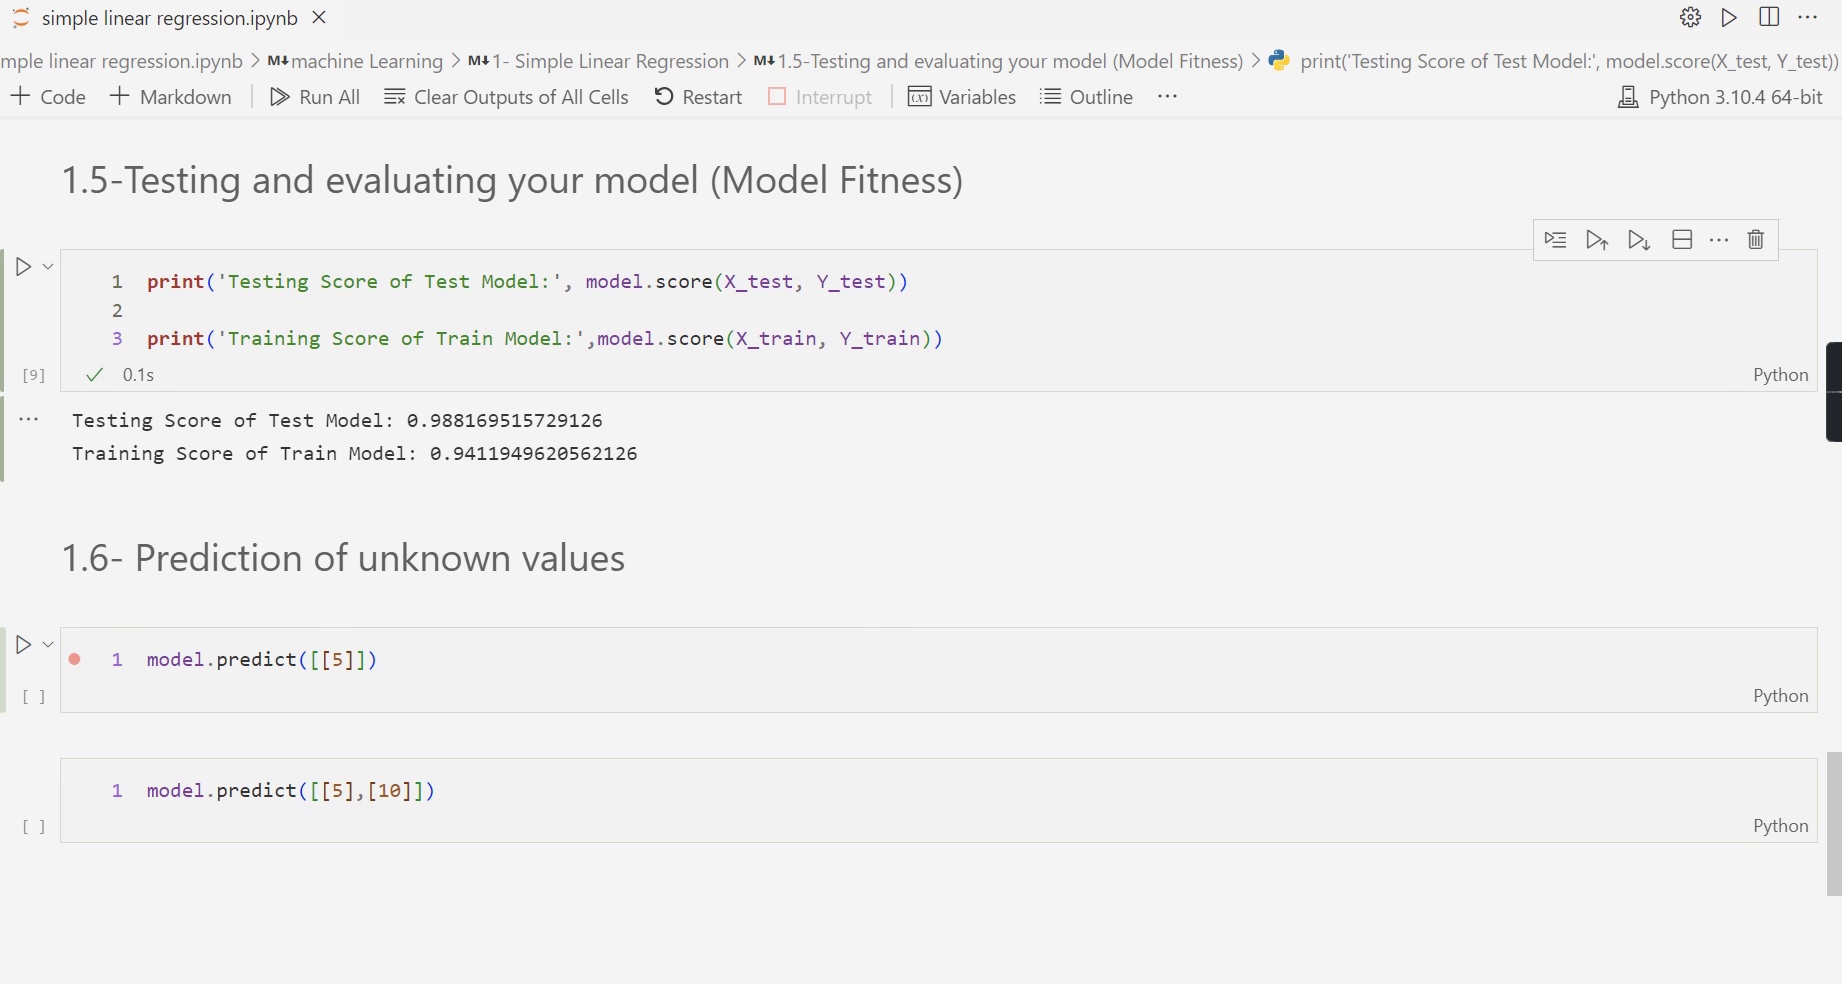 simple linear regression.ipynb
mple linear regression.ipynb > M↓machine Learning > M↓1- Simple Linear Regression > M↓1.5-Testing and evaluating your model (Model Fitness) > print('Testing Score of Test Model:', model.score(X_test, Y_test))
+ Code + Markdown Run All Clear Outputs of All Cells Restart Interrupt (x) Variables Outline ··· Python 3.10.4 64-bit
1.5-Testing and evaluating your model (Model Fitness)
1 print('Testing Score of Test Model:', model.score(X_test, Y_test))
2
3 print('Training Score of Train Model:',model.score(X_train, Y_train))
[9] ✓ 0.1s Python
Testing Score of Test Model: 0.988169515729126
Training Score of Train Model: 0.9411949620562126
1.6- Prediction of unknown values
1 model.predict([[5]])
[ ] Python
1 model.predict([[5],[10]])
[ ] Python